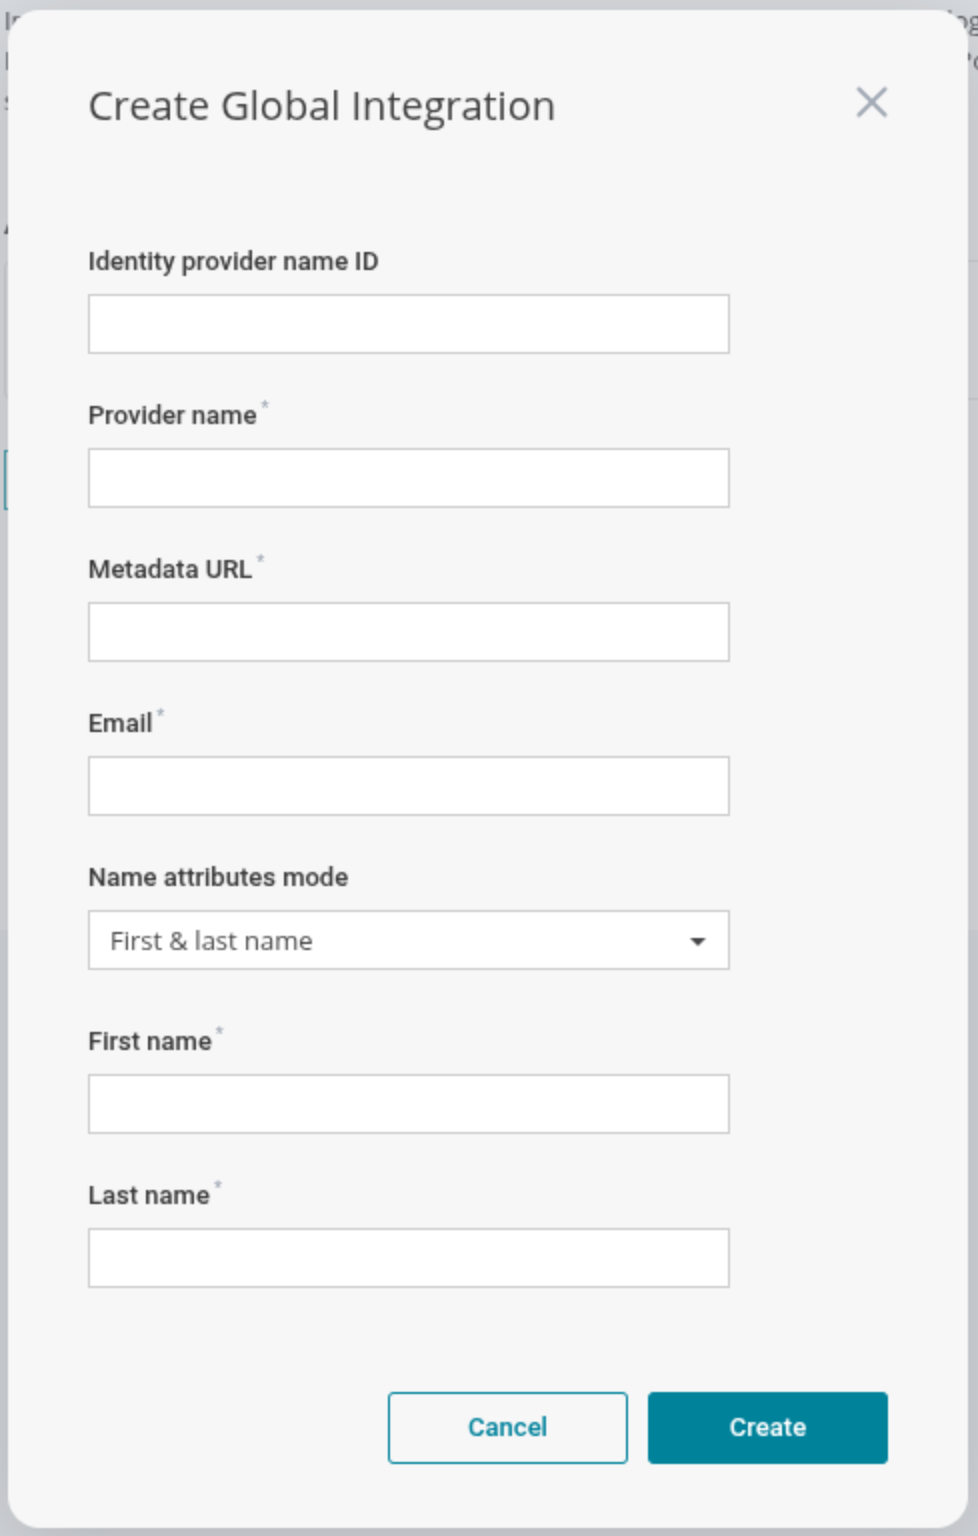 Create Global Integration
Identity provider name ID
Provider name *
Metadata URL *
Email *
Name attributes mode
First & last name
First name *
Last name *
Cancel
Create